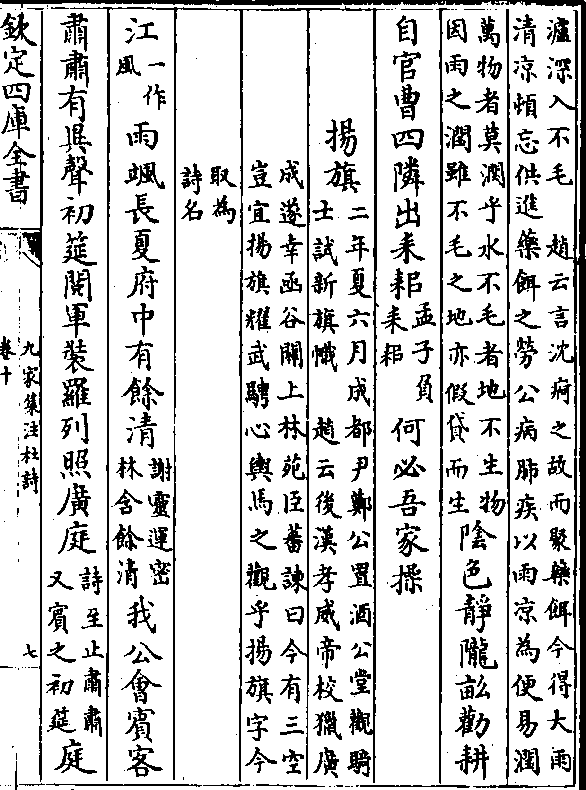 瀘深入不毛　趙云言沈痾之故而聚藥餌今得大雨
清涼頓忘供進藥餌之勞公病肺疾以雨凉為便易潤
萬物者莫潤乎水不毛者地不生物
因雨之潤雖不毛之地亦假貸而生
陰色靜隴畝勸耕
自官曹四隣出耒耜
孟子負
耒耜
何必吾家操
揚旗
二年夏六月成都尹鄭公置酒公堂觀騎
士試新旗幟　趙云後漢孝威帝校獵廣
成遂幸函谷關上林苑臣蕃諫曰今有三空
豈宜揚旗耀武騁心輿馬之觀乎揚旗字今
取為
詩名
江
一作
風
雨颯長夏府中有餘清
謝靈運密
林含餘清
我公會賓客
肅肅有異聲初筵閱軍裝羅列照廣庭
詩至止肅肅
又賓之初筵
庭
欽定四庫全書
九家集注杜詩
卷十
七